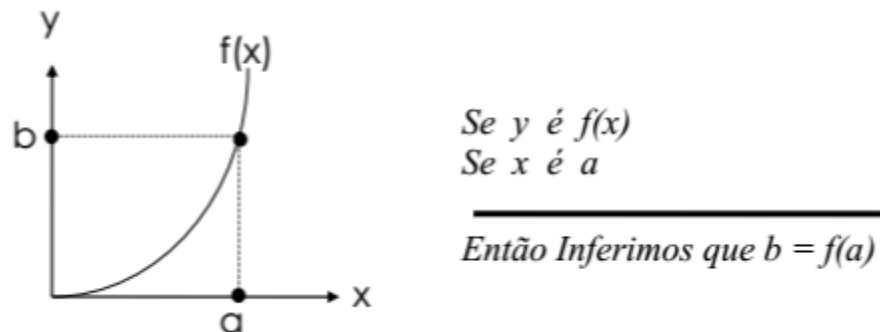 y
f(x)
b
x
a
Se y é f(x)
Se x é a
Então Inferimos que b = f(a)